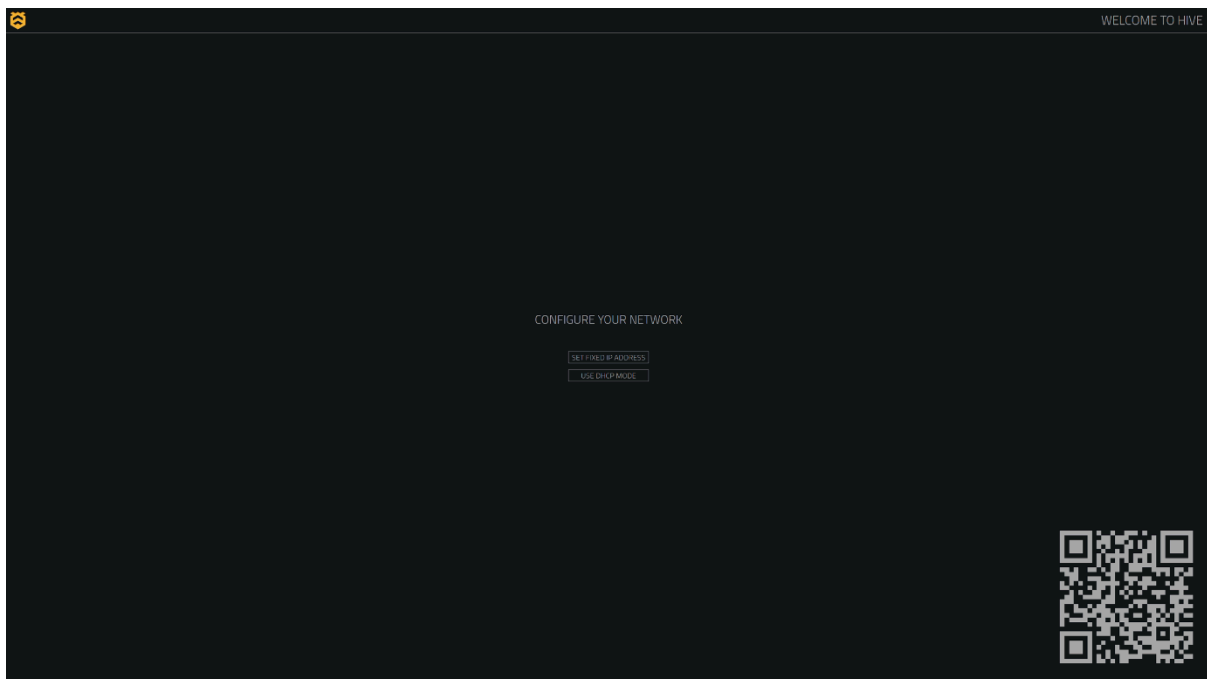 WELCOME TO HIVE
CONFIGURE YOUR NETWORK
SET FIXED IP ADDRESS
USE DHCP MODE